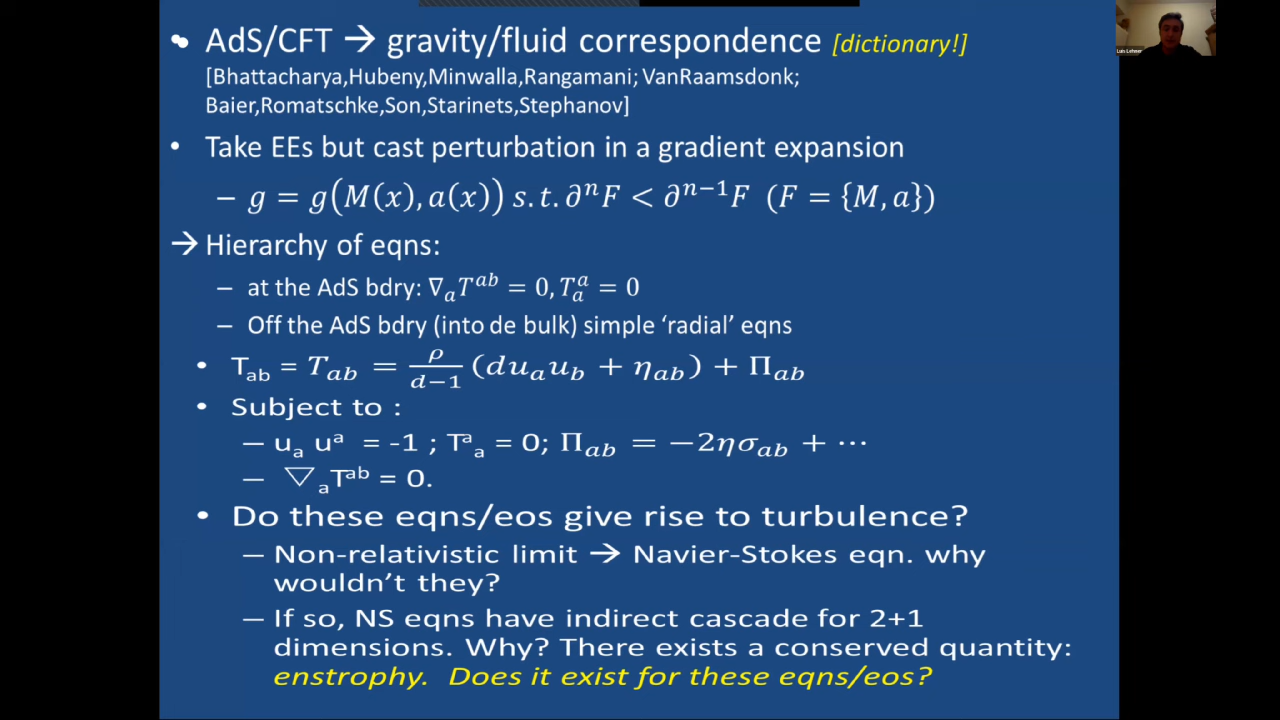 • AdS/CFT → gravity/fluid correspondence [dictionary!]
[Bhattacharya,Hubeny,Minwalla,Rangamani; VanRaamsdonk;
Baier,Romatschke,Son,Starinets,Stephanov]
• Take EEs but cast perturbation in a gradient expansion
– g = g(M(x), a(x)) s.t. ∂ⁿF < ∂ⁿ⁻¹F (F = {M, a})
→ Hierarchy of eqns:
– at the AdS bdry: ∇ₐTᵃᵇ = 0, Tₐᵃ = 0
– Off the AdS bdry (into de bulk) simple ‘radial’ eqns
• T_ab = T_ab = ρ/(d−1) (du_a u_b + η_ab) + Π_ab
• Subject to :
– u_a u^a = -1 ; T^a_a = 0; Π_ab = −2ησ_ab + ⋯
– ▽_a T^ab = 0.
• Do these eqns/eos give rise to turbulence?
– Non-relativistic limit → Navier-Stokes eqn. why
wouldn’t they?
– If so, NS eqns have indirect cascade for 2+1
dimensions. Why? There exists a conserved quantity:
enstrophy. Does it exist for these eqns/eos?
Luis Lehner